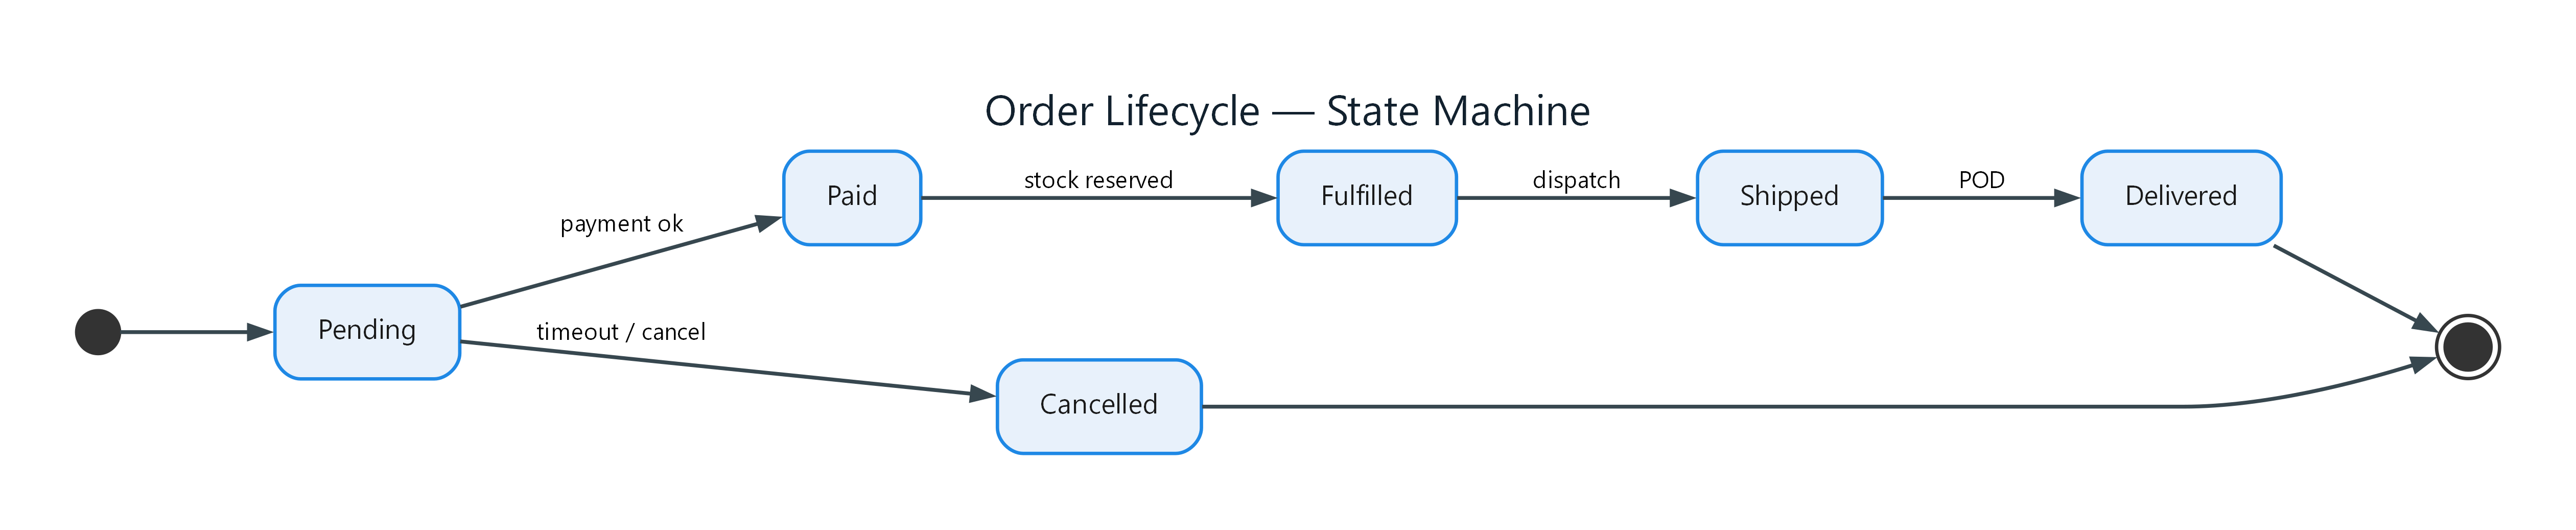 Order Lifecycle — State Machine
Paid
stock reserved
Fulfilled
dispatch
Shipped
POD
Delivered
payment ok
Pending
timeout / cancel
Cancelled